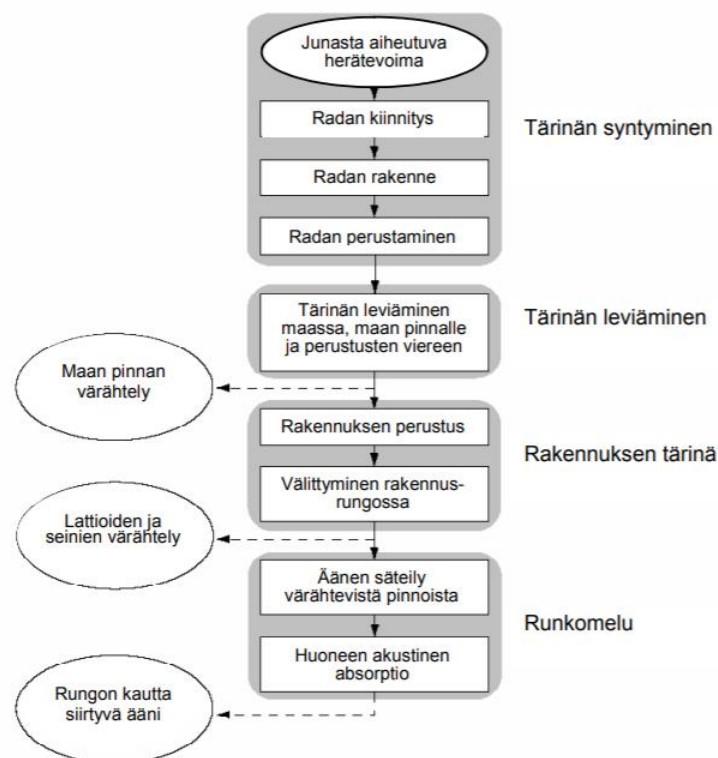 Junasta aiheutuva
herätevoima
Radan kiinnitys
Tärinän syntyminen
Radan rakenne
Radan perustaminen
Tärinän leviäminen
maassa, maan pinnalle
ja perustusten viereen
Tärinän leviäminen
Maan pinnan
värähtely
Rakennuksen perustus
Rakennuksen tärinä
Välittyminen rakennus-
rungossa
Lattioiden ja
seinien värähtely
Äänen säteily
värähtevistä pinnoista
Runkomelu
Huoneen akustinen
absorptio
Rungon kautta
siirtyvä ääni